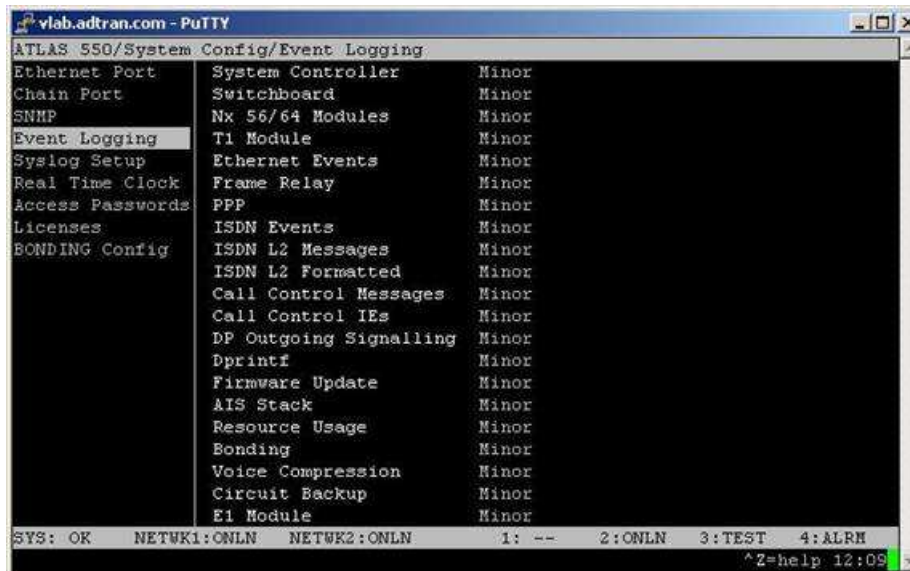 vlab.adtran.com - PuTTY
ATLAS 550/System Config/Event Logging
Ethernet Port System Controller Minor
Chain Port Switchboard Minor
SNMP Nx 56/64 Modules Minor
Event Logging T1 Module Minor
Syslog Setup Ethernet Events Minor
Real Time Clock Frame Relay Minor
Access Passwords PPP Minor
Licenses ISDN Events Minor
BONDING Config ISDN L2 Messages Minor
ISDN L2 Formatted Minor
Call Control Messages Minor
Call Control IEs Minor
DP Outgoing Signalling Minor
Dprintf Minor
Firmware Update Minor
AIS Stack Minor
Resource Usage Minor
Bonding Minor
Voice Compression Minor
Circuit Backup Minor
E1 Module Minor
SYS: OK NETWK1:ONLN NETWK2:ONLN 1: -- 2:ONLN 3:TEST 4:ALRM
^Z=help 12:09